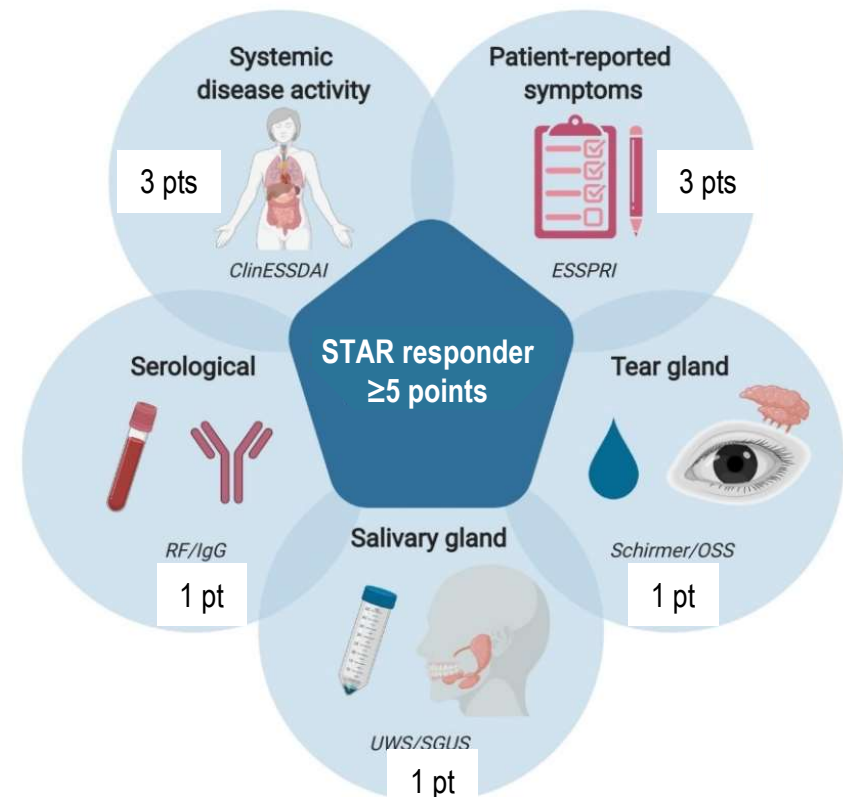 Systemic
disease activity
3 pts
ClinESSDAI
Patient-reported
symptoms
3 pts
ESSPRI
STAR responder
≥5 points
Serological
RF/IgG
1 pt
Tear gland
Schirmer/OSS
1 pt
Salivary gland
UWS/SGUS
1 pt